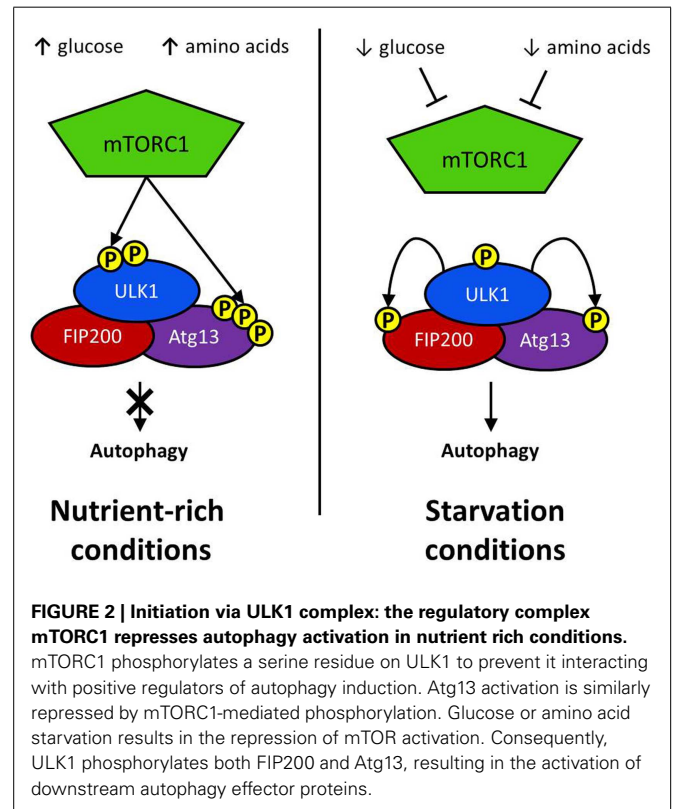 ↑ glucose ↑ amino acids
mTORC1
P P
ULK1
P P P
FIP200 Atg13
Autophagy
Nutrient-rich
conditions
↓ glucose ↓ amino acids
mTORC1
P
ULK1
P P
FIP200 Atg13
Autophagy
Starvation
conditions
FIGURE 2 | Initiation via ULK1 complex: the regulatory complex
mTORC1 represses autophagy activation in nutrient rich conditions.
mTORC1 phosphorylates a serine residue on ULK1 to prevent it interacting
with positive regulators of autophagy induction. Atg13 activation is similarly
repressed by mTORC1-mediated phosphorylation. Glucose or amino acid
starvation results in the repression of mTOR activation. Consequently,
ULK1 phosphorylates both FIP200 and Atg13, resulting in the activation of
downstream autophagy effector proteins.